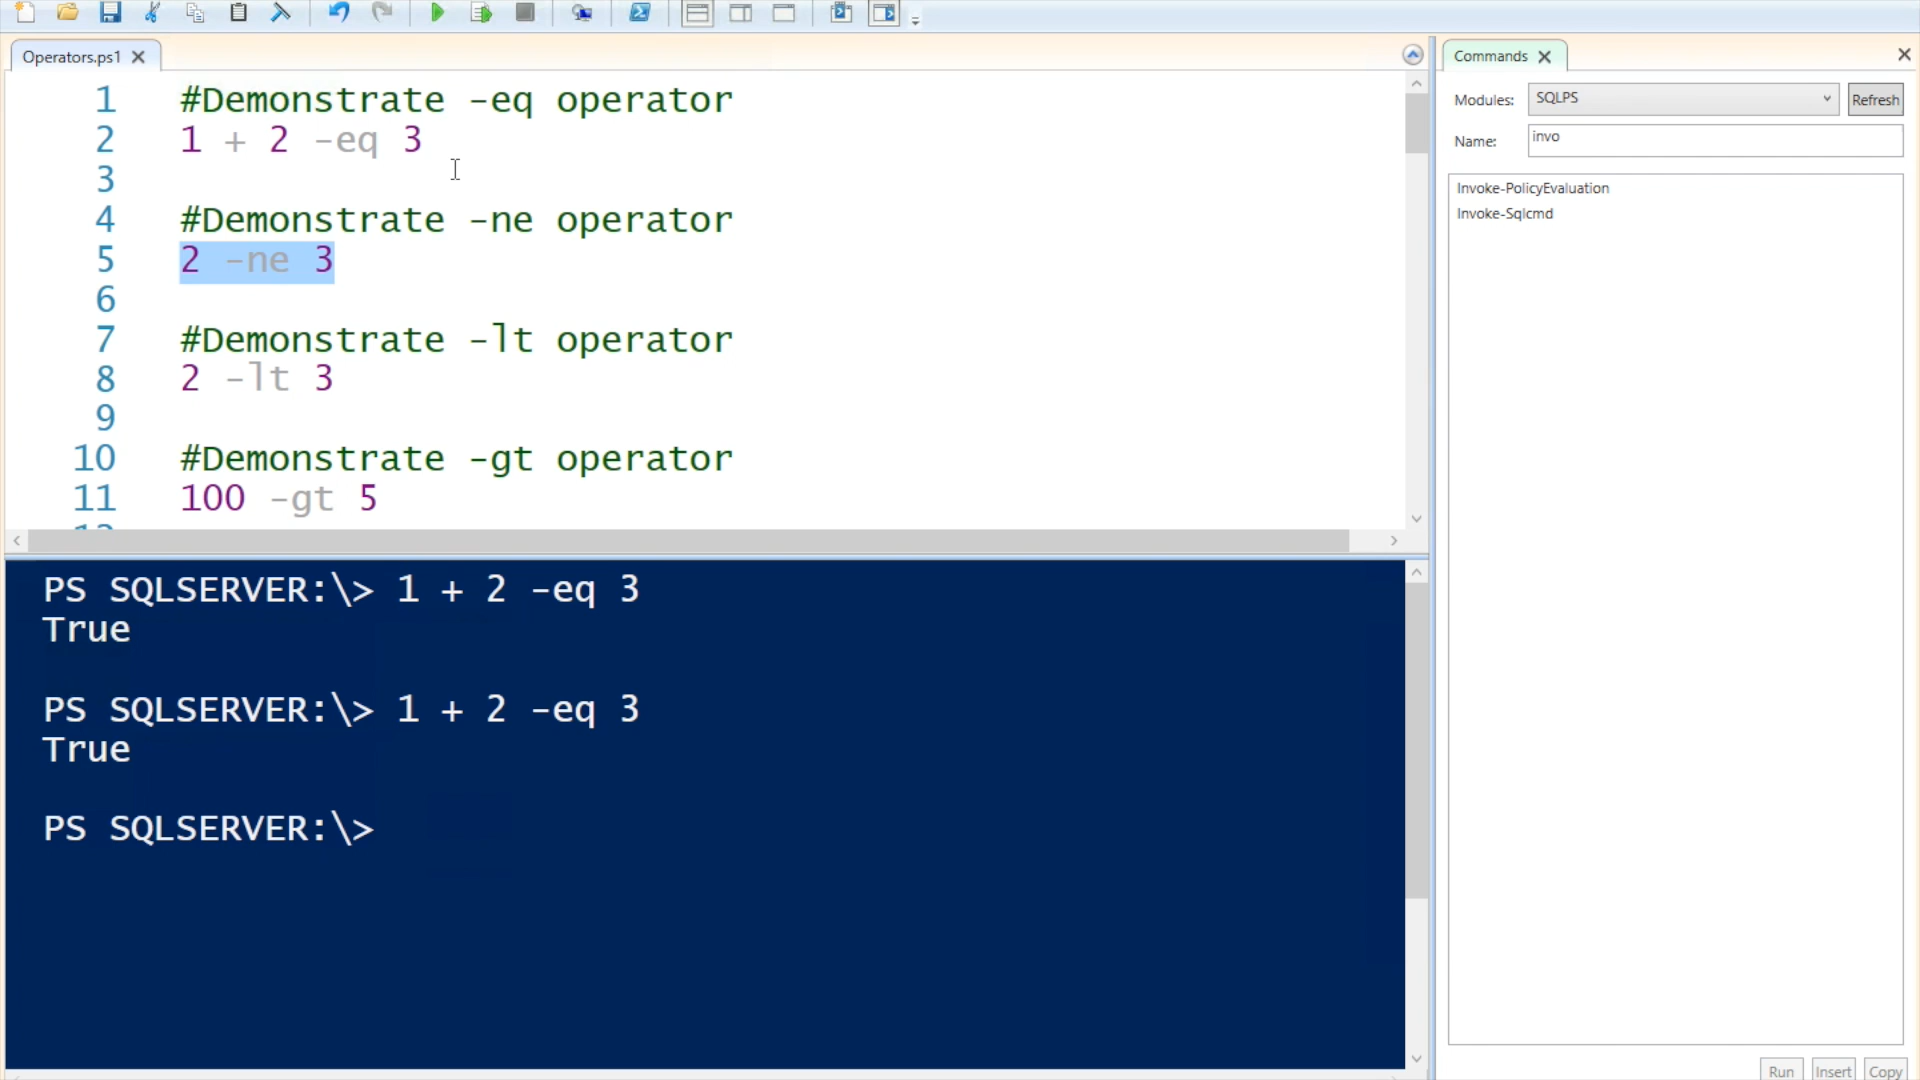 Operators.ps1
1 #Demonstrate -eq operator
2 1 + 2 -eq 3
3
4 #Demonstrate -ne operator
5 2 -ne 3
6
7 #Demonstrate -lt operator
8 2 -lt 3
9
10 #Demonstrate -gt operator
11 100 -gt 5
PS SQLSERVER:\> 1 + 2 -eq 3
True
PS SQLSERVER:\> 1 + 2 -eq 3
True
PS SQLSERVER:\>
Commands
Modules: SQLPS Refresh
Name: invo
Invoke-PolicyEvaluation
Invoke-Sqlcmd
Run Insert Copy